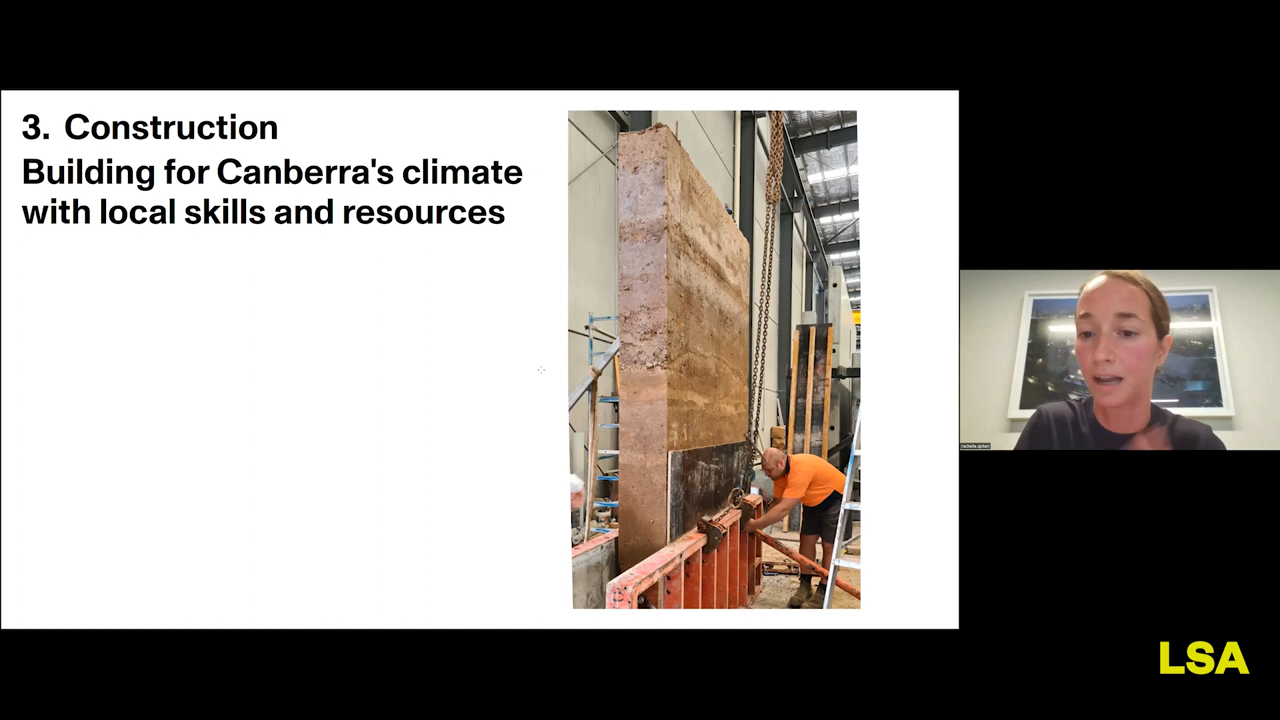 3. Construction
Building for Canberra's climate
with local skills and resources
LSA